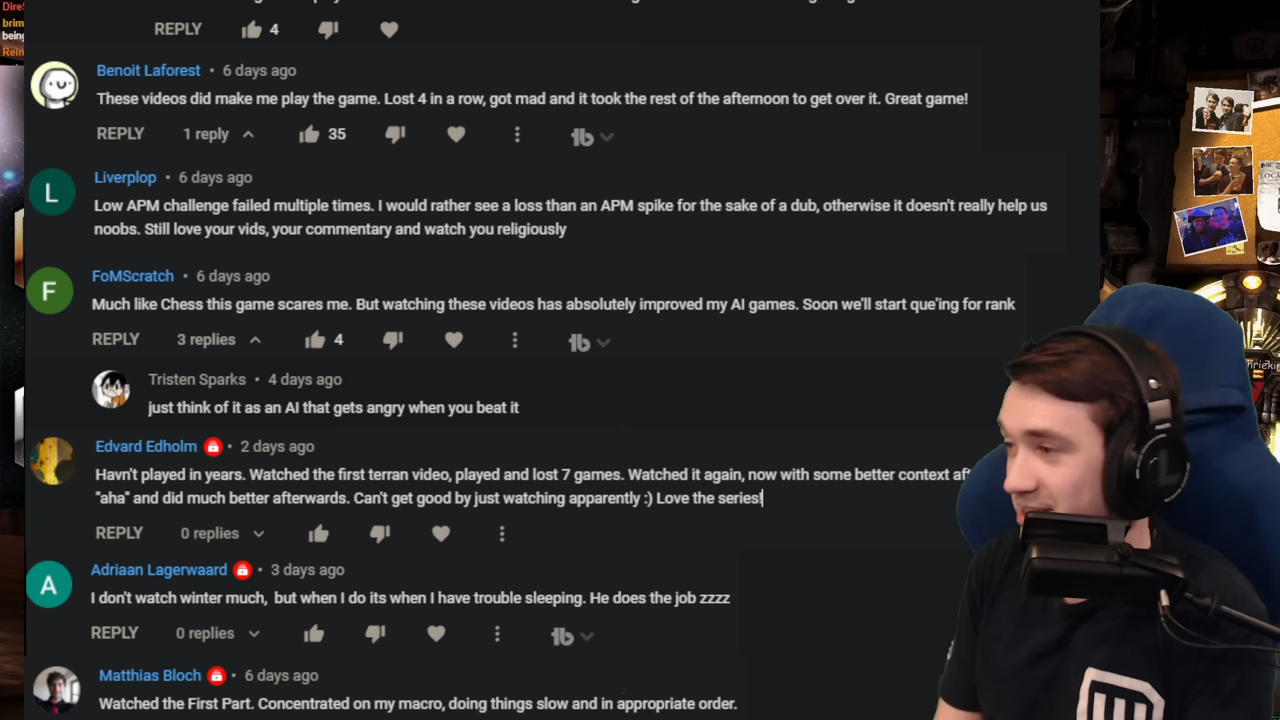 brim
being
Rein
REPLY 4
Benoit Laforest • 6 days ago
These videos did make me play the game. Lost 4 in a row, got mad and it took the rest of the afternoon to get over it. Great game!
REPLY 1 reply 35
L Liverplop • 6 days ago
Low APM challenge failed multiple times. I would rather see a loss than an APM spike for the sake of a dub, otherwise it doesn't really help us
noobs. Still love your vids, your commentary and watch you religiously
F FoMScratch • 6 days ago
Much like Chess this game scares me. But watching these videos has absolutely improved my AI games. Soon we'll start que'ing for rank
REPLY 3 replies 4
Tristen Sparks • 4 days ago
just think of it as an AI that gets angry when you beat it
Edvard Edholm • 2 days ago
Havn't played in years. Watched the first terran video, played and lost 7 games. Watched it again, now with some better context
"aha" and did much better afterwards. Can't get good by just watching apparently :) Love the series!
REPLY 0 replies
A Adriaan Lagerwaard • 3 days ago
I don't watch winter much, but when I do its when I have trouble sleeping. He does the job zzzz
REPLY 0 replies
Matthias Bloch • 6 days ago
Watched the First Part. Concentrated on my macro, doing things slow and in appropriate order.